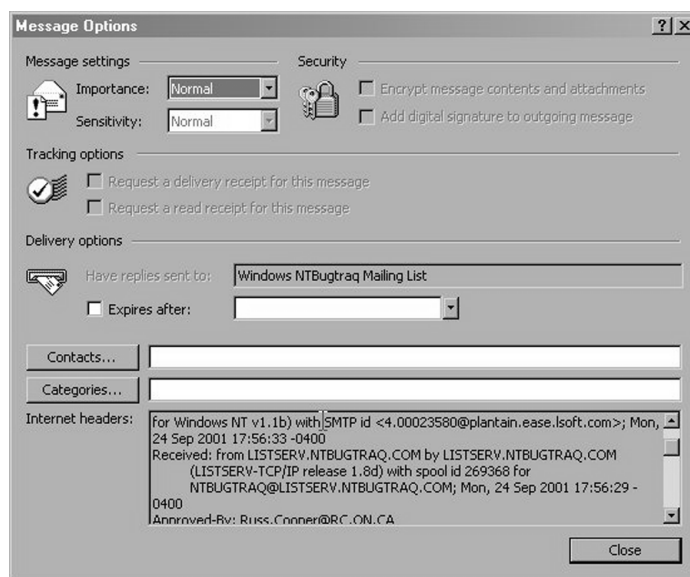 Message Options
Message settings
Security
Importance:
Normal
Encrypt message contents and attachments
Sensitivity:
Normal
Add digital signature to outgoing message
Tracking options
Request a delivery receipt for this message
Request a read receipt for this message
Delivery options
Have replies sent to:
Windows NTBugtraq Mailing List
Expires after:
Contacts...
Categories...
Internet headers:
for Windows NT v1.1b) with SMTP id <4.00023580@plantain.ease.lsoft.com>; Mon,
24 Sep 2001 17:56:33 -0400
Received: from LISTSERV.NTBUGTRAQ.COM by LISTSERV.NTBUGTRAQ.COM
(LISTSERV-TCP/IP release 1.8d) with spool id 269368 for
NTBUGTRAQ@LISTSERV.NTBUGTRAQ.COM; Mon, 24 Sep 2001 17:56:29 -
0400
Approved-By: Russ.Cooper@RC.ON.CA
Close